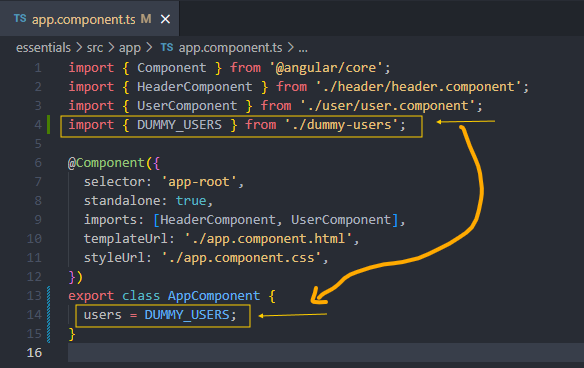 TS app.component.ts M ×
essentials > src > app > TS app.component.ts > ...
1 import { Component } from '@angular/core';
2 import { HeaderComponent } from './header/header.component';
3 import { UserComponent } from './user/user.component';
4 import { DUMMY_USERS } from './dummy-users';
5
6 @Component({
7   selector: 'app-root',
8   standalone: true,
9   imports: [HeaderComponent, UserComponent],
10   templateUrl: './app.component.html',
11   styleUrl: './app.component.css',
12 })
13 export class AppComponent {
14   users = DUMMY_USERS;
15 }
16